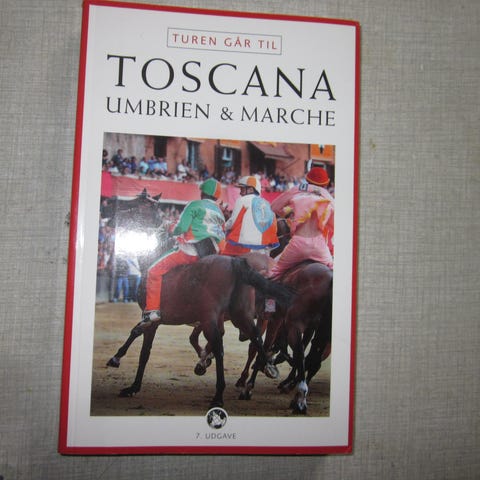 TUREN GÅR TIL
TOSCANA
UMBRIEN & MARCHE
7. UDGAVE